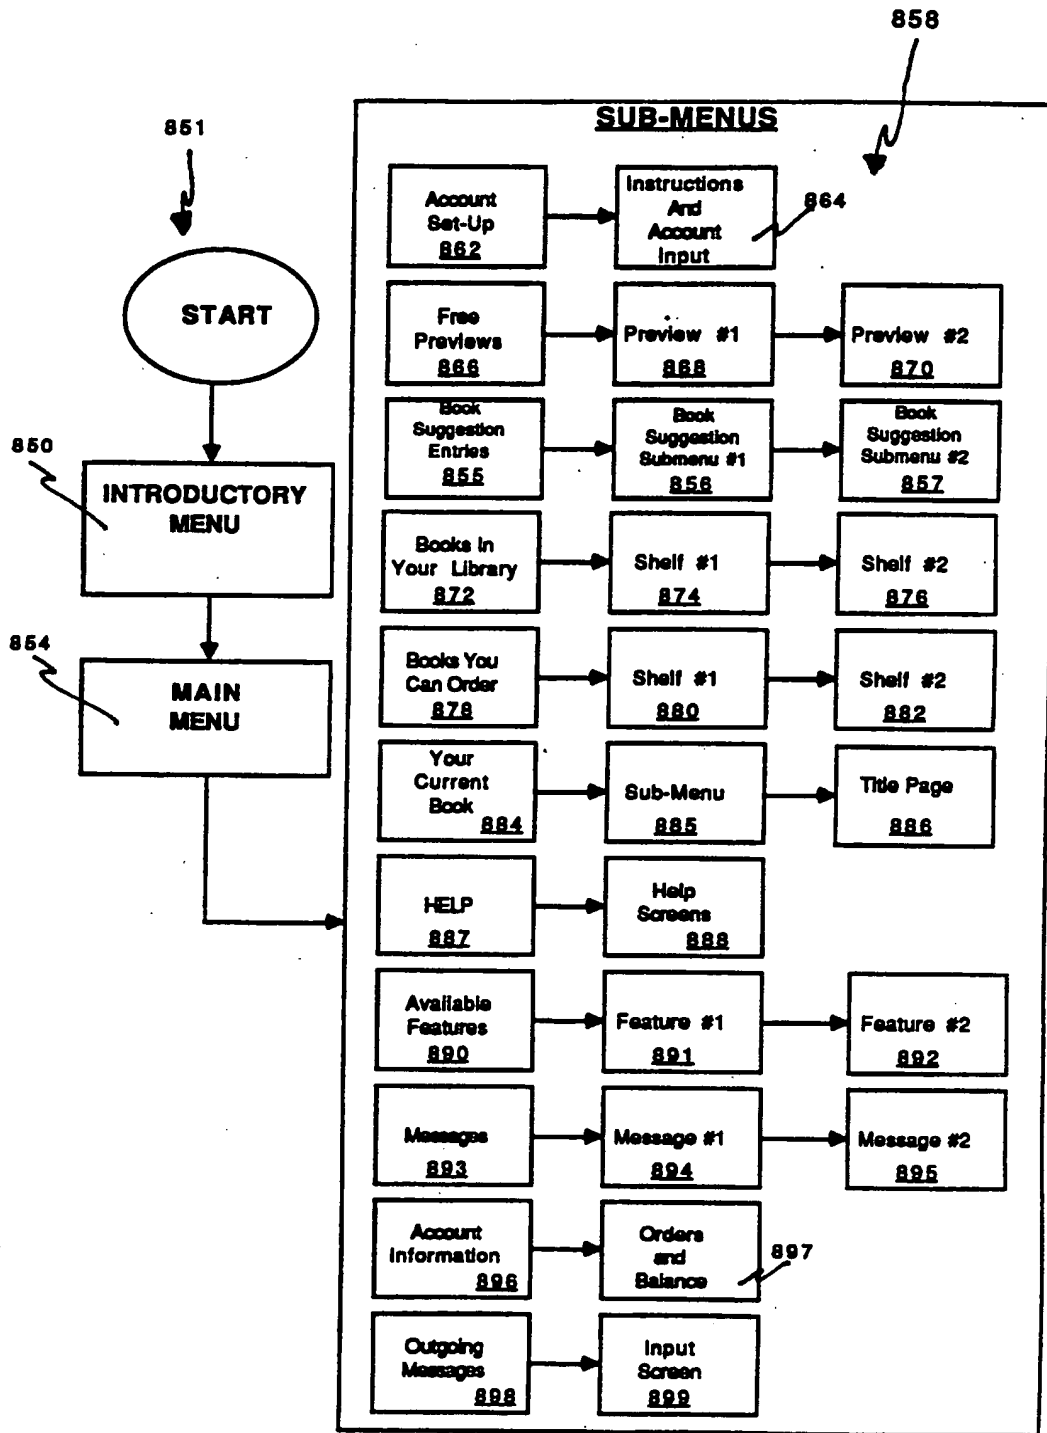 858
851
SUB-MENUS
START
850
INTRODUCTORY
MENU
854
MAIN
MENU
Account
Set-Up
862
Instructions
And
Account
Input
864
Free
Previews
866
Preview #1
868
Preview #2
870
Book
Suggestion
Entries
855
Book
Suggestion
Submenu #1
856
Book
Suggestion
Submenu #2
857
Books In
Your Library
872
Shelf #1
874
Shelf #2
876
Books You
Can Order
878
Shelf #1
880
Shelf #2
882
Your
Current
Book
884
Sub-Menu
885
Title Page
886
HELP
887
Help
Screens
888
Available
Features
890
Feature #1
891
Feature #2
892
Messages
893
Message #1
894
Message #2
895
Account
Information
896
Orders
and
Balance
897
Outgoing
Messages
898
Input
Screen
899